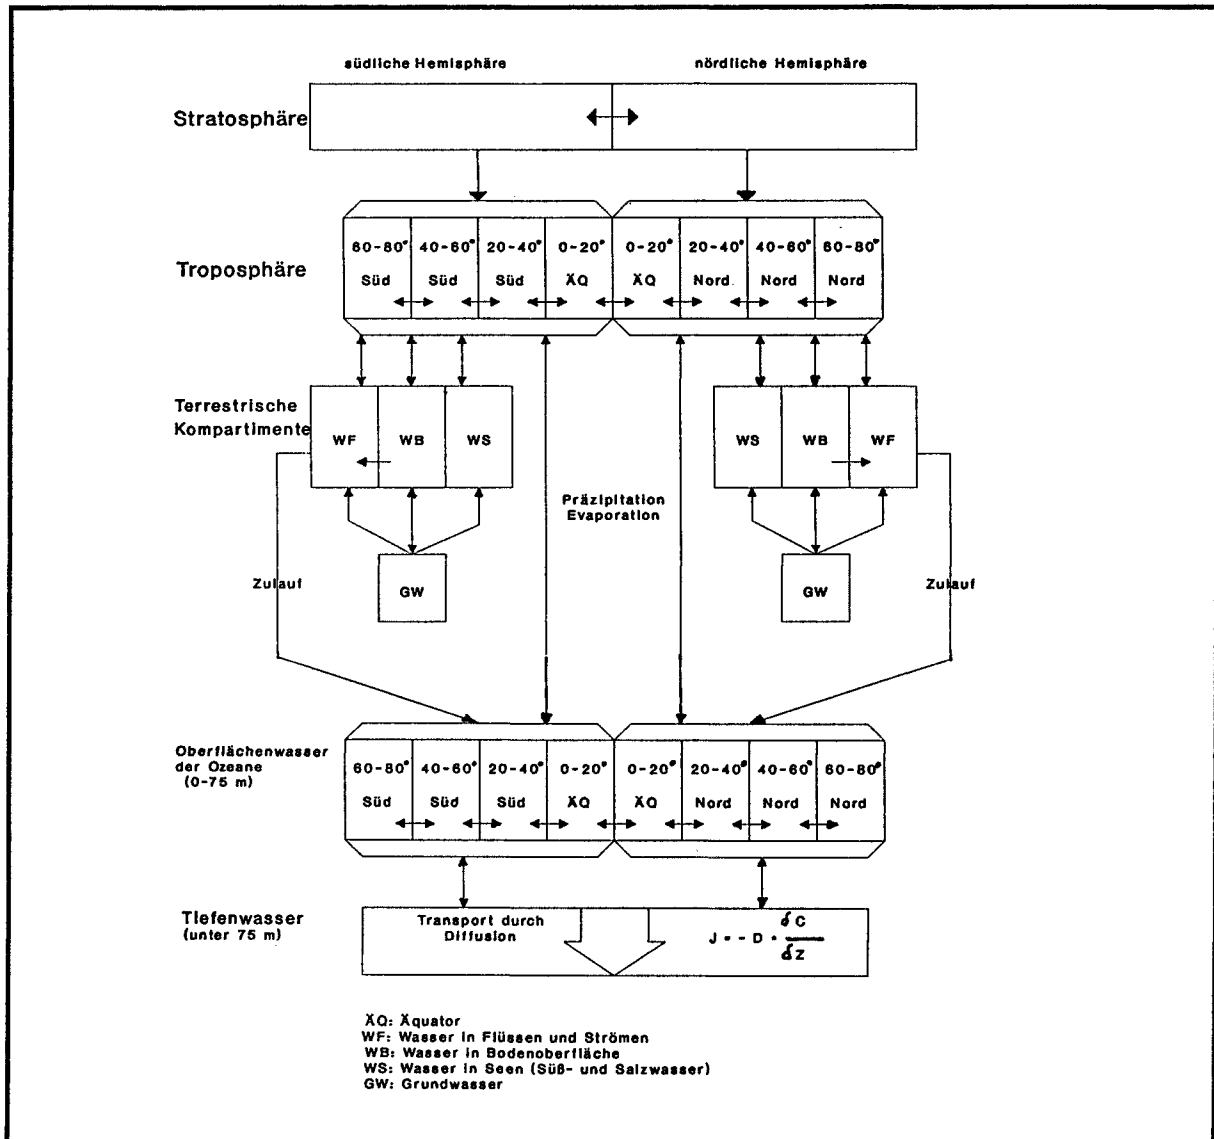 südliche Hemisphäre nördliche Hemisphäre
Stratosphäre
60-80° 40-60° 20-40° 0-20° 0-20° 20-40° 40-60° 60-80°
Süd Süd Süd ÄQ ÄQ Nord Nord Nord
Troposphäre
Terrestrische
Kompartimente
WF WB WS WS WB WF
Präzipitation
Evaporation
Zulauf GW GW Zulauf
Oberflächenwasser
der Ozeane
(0-75 m)
60-80° 40-60° 20-40° 0-20° 0-20° 20-40° 40-60° 60-80°
Süd Süd Süd ÄQ ÄQ Nord Nord Nord
Tiefenwasser
(unter 75 m)
Transport durch
Diffusion
J = - D · δC / δZ
ÄQ: Äquator
WF: Wasser in Flüssen und Strömen
WB: Wasser in Bodenoberfläche
WS: Wasser in Seen (Süß- und Salzwasser)
GW: Grundwasser